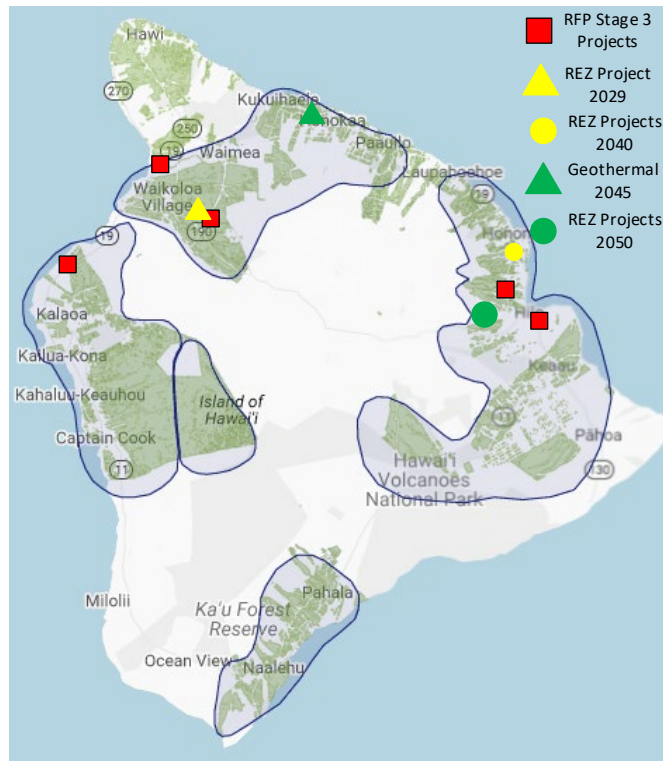 RFP Stage 3
Projects
REZ Project
2029
REZ Projects
2040
Geothermal
2045
REZ Projects
2050
Hawi
270
Kukuihaele
250
19
Waimea
Paauilo
Laupahoehoe
Waikoloa
Village
19
19
190
Kalaoa
Kailua-Kona
Kahaluu-Keauhou
Island of
Hawai'i
Keaau
Captain Cook
11
11
Pāhoa
Hawai'i
Volcanoes
National Park
130
Pahala
Milolii
Ka'u Forest
Reserve
Ocean View
Naalehu